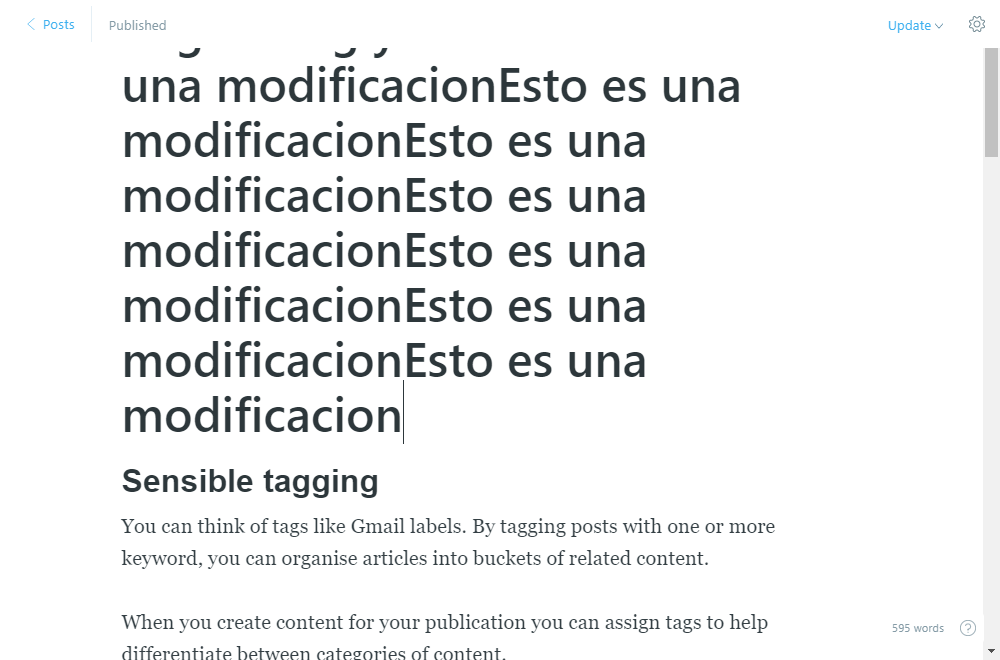 Posts
Published
Update
una modificacionEsto es una
modificacionEsto es una
modificacionEsto es una
modificacionEsto es una
modificacionEsto es una
modificacionEsto es una
modificacion
Sensible tagging
You can think of tags like Gmail labels. By tagging posts with one or more
keyword, you can organise articles into buckets of related content.
When you create content for your publication you can assign tags to help
differentiate between categories of content.
595 words
?